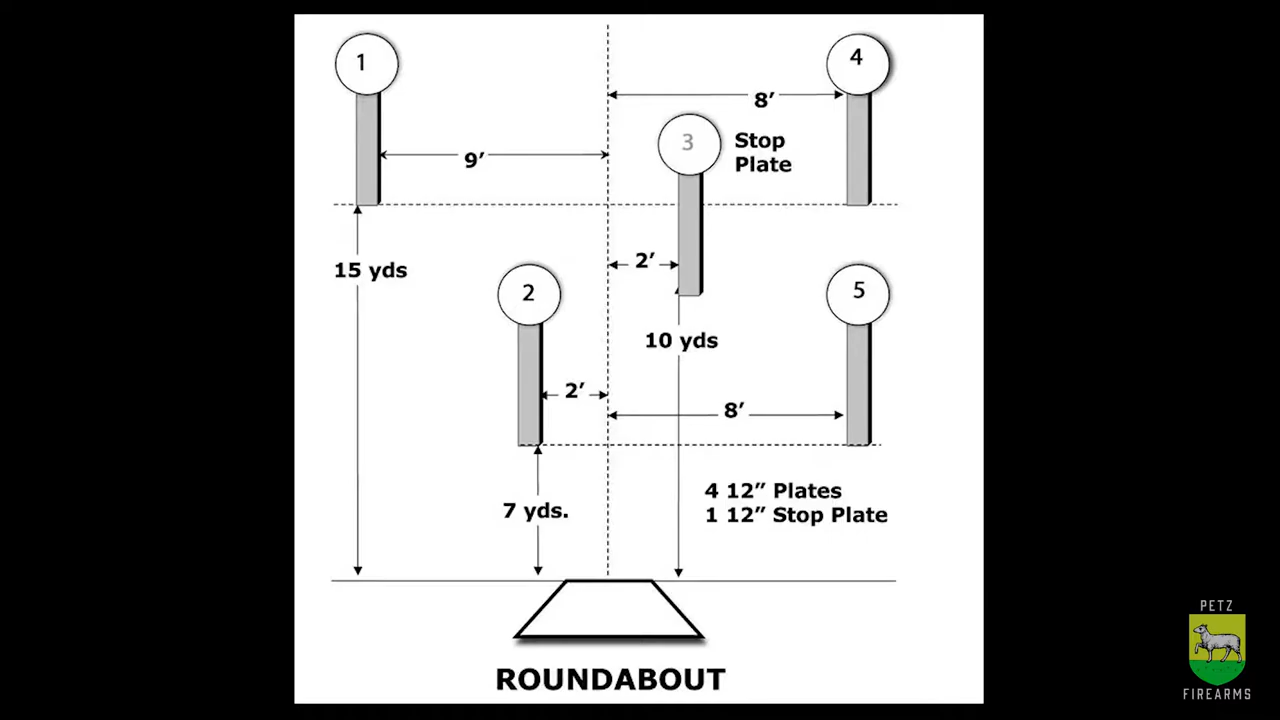 1
4
8’
3
Stop
Plate
9’
2’
15 yds
2
5
10 yds
2’
8’
4 12” Plates
1 12” Stop Plate
7 yds.
ROUNDABOUT
PETZ
FIREARMS